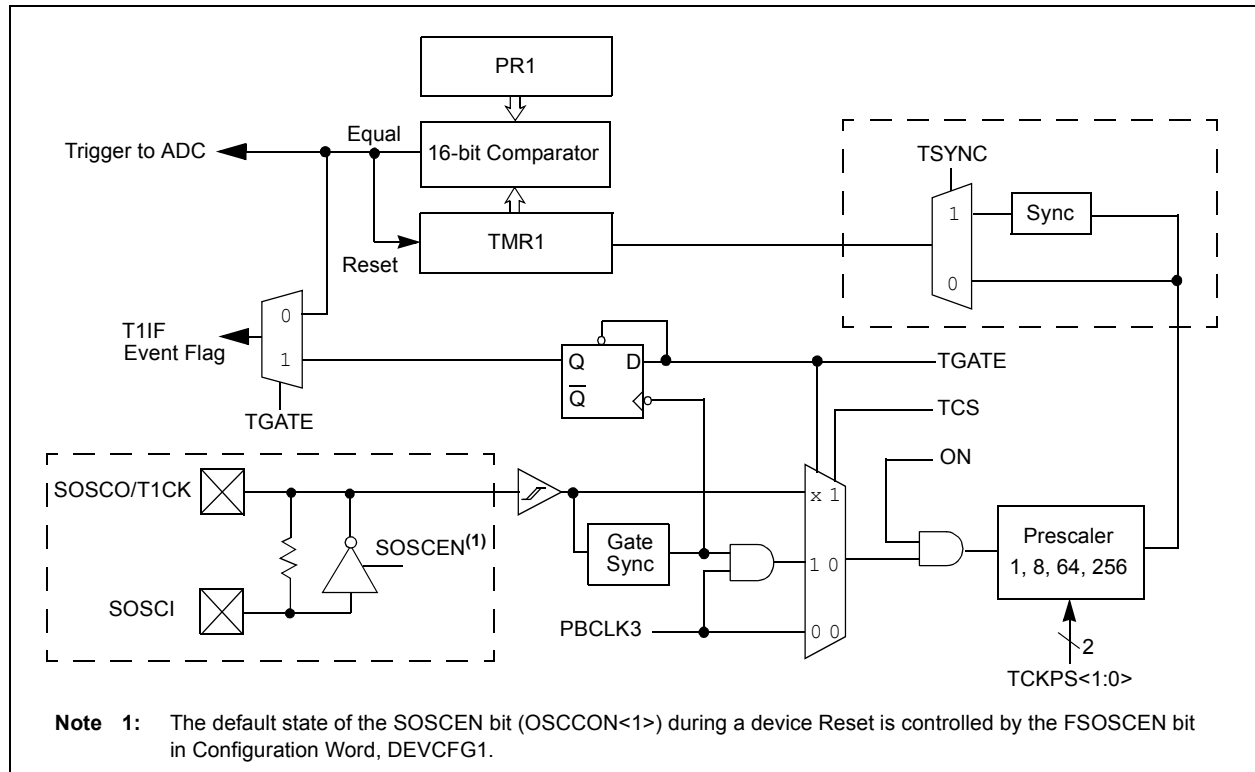 PR1
Equal
16-bit Comparator
Trigger to ADC
TSYNC
1
Sync
TMR1
Reset
0
0
T1IF
Event Flag
1
Q
D
TGATE
Q
TGATE
TCS
ON
SOSCO/T1CK
x 1
SOSCEN(1)
Gate
Sync
1 0
Prescaler
1, 8, 64, 256
SOSCI
PBCLK3
0 0
2
TCKPS<1:0>
Note 1: The default state of the SOSCEN bit (OSCCON<1>) during a device Reset is controlled by the FSOSCEN bit
in Configuration Word, DEVCFG1.